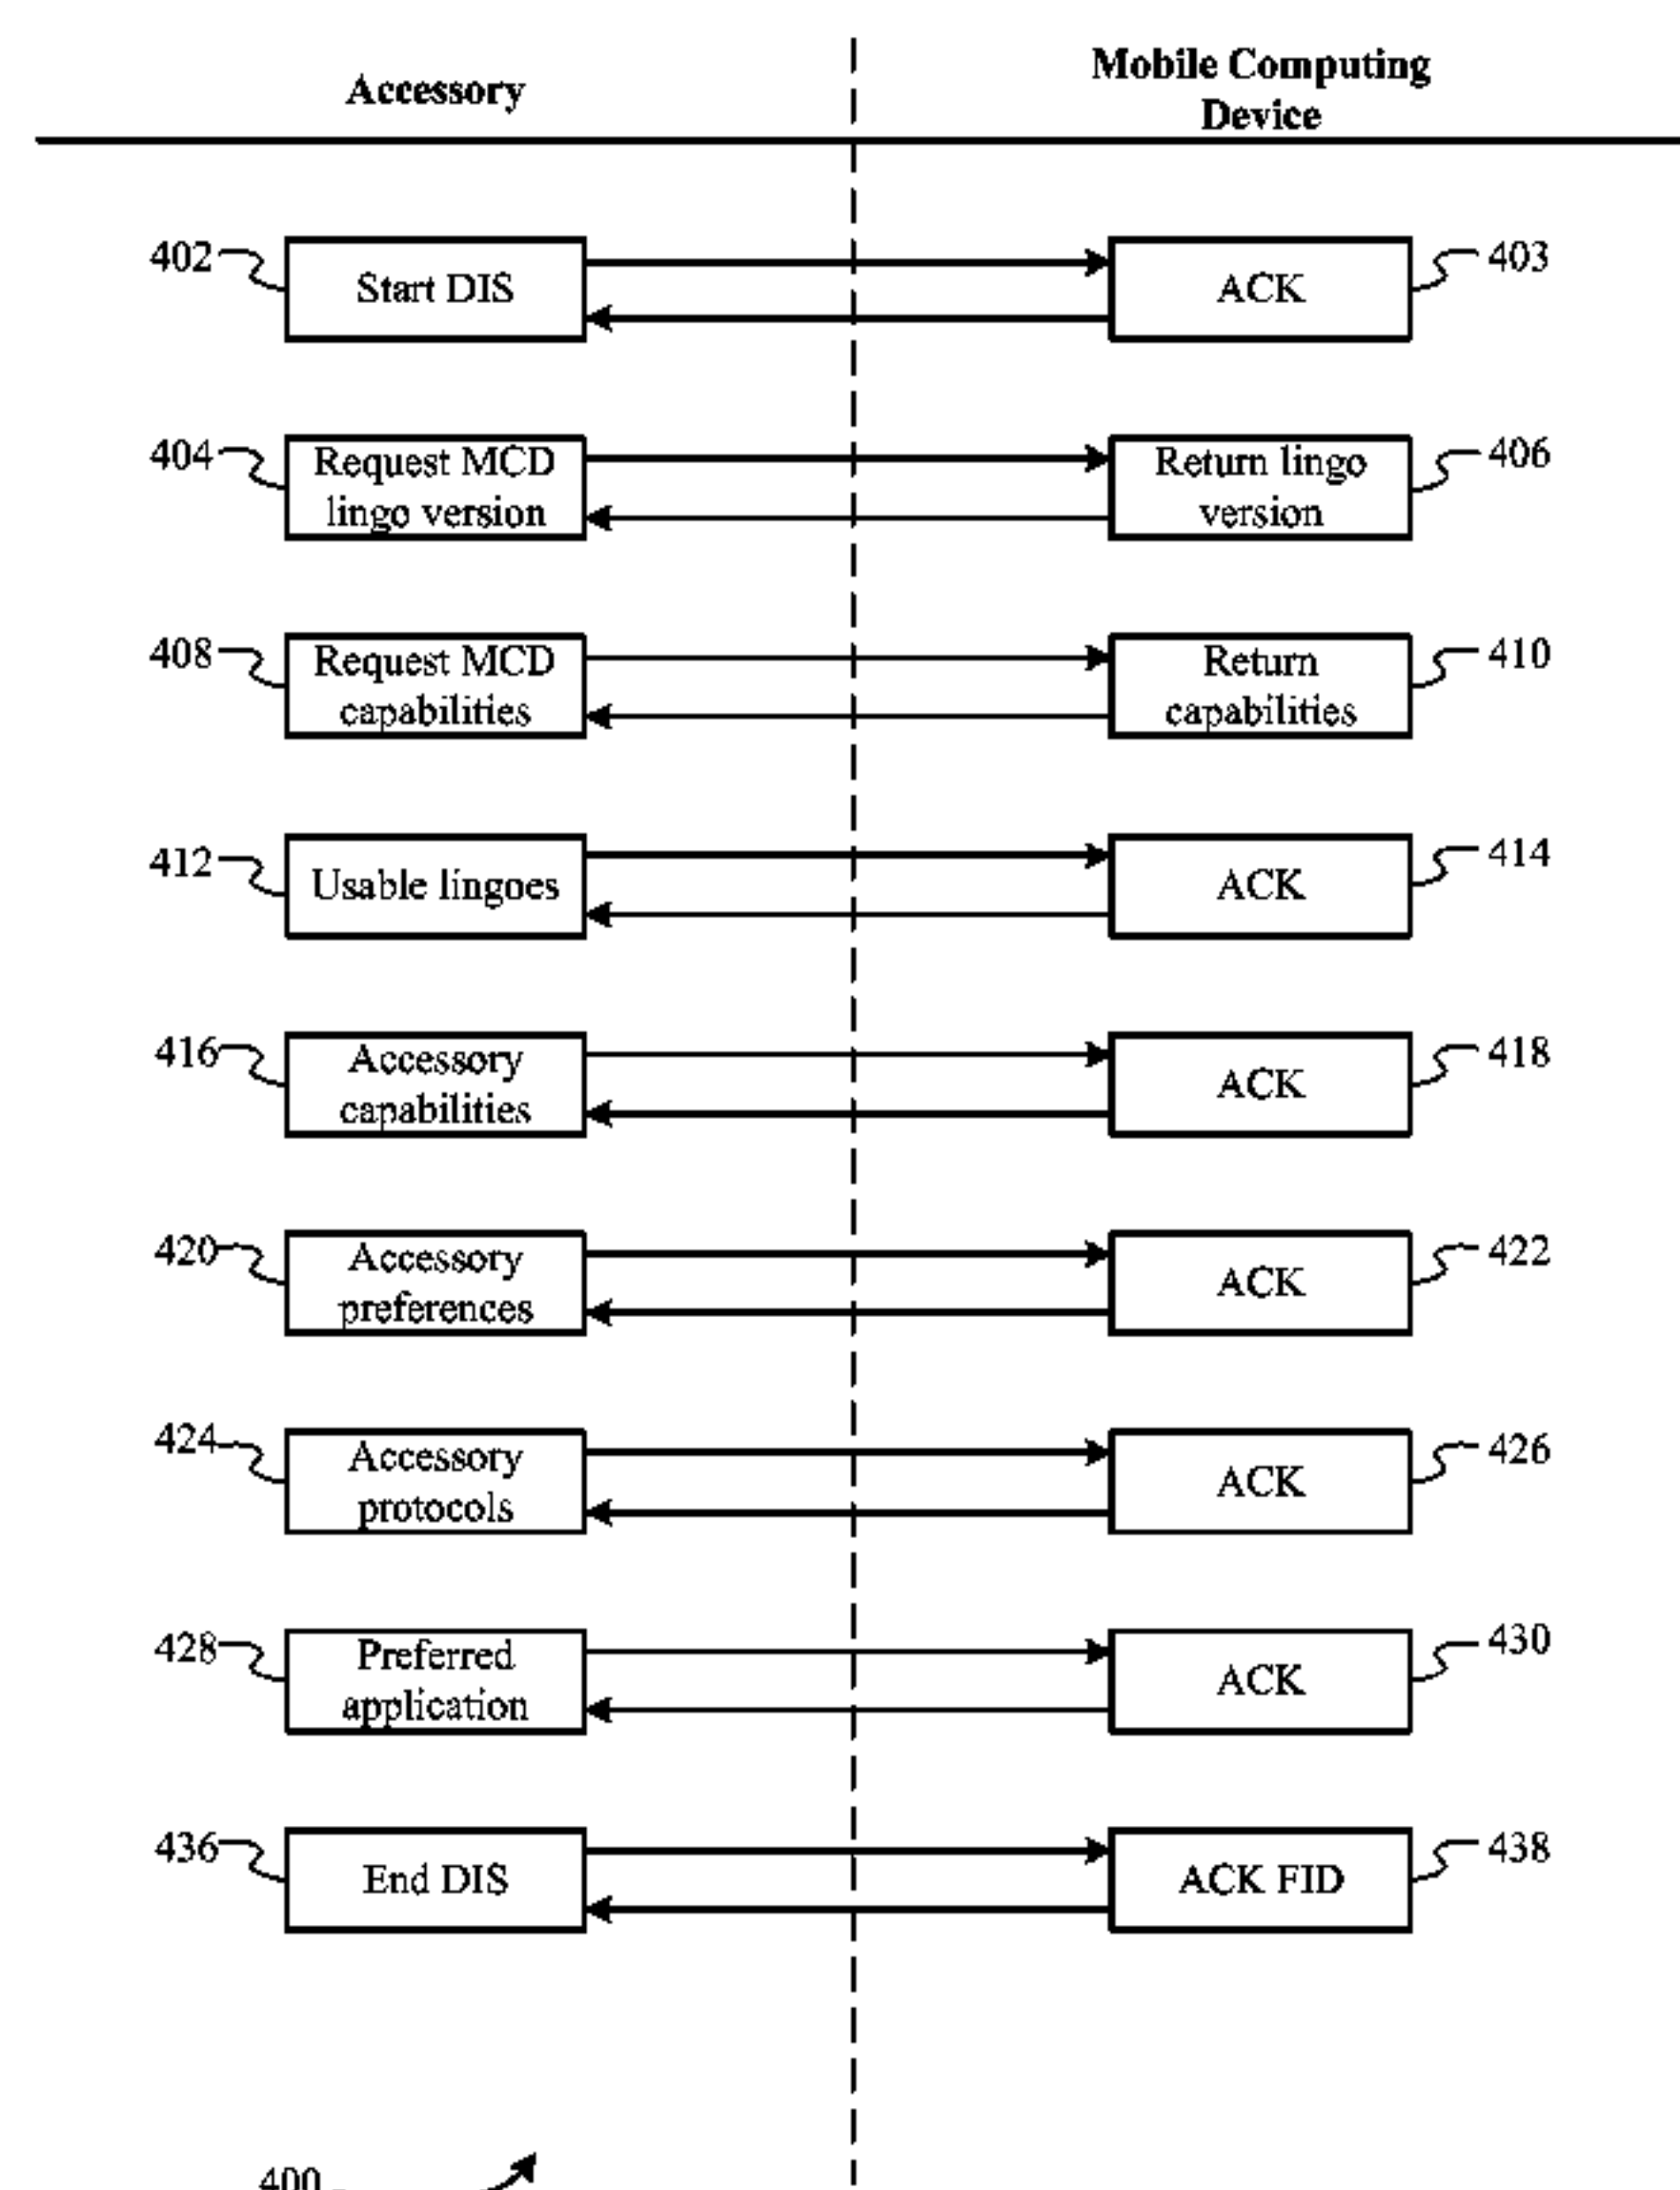 Accessory
Mobile Computing
Device
402
Start DIS
ACK
403
404
Request MCD
lingo version
Return lingo
version
406
408
Request MCD
capabilities
Return
capabilities
410
412
Usable lingoes
ACK
414
416
Accessory
capabilities
ACK
418
420
Accessory
preferences
ACK
422
424
Accessory
protocols
ACK
426
428
Preferred
application
ACK
430
436
End DIS
ACK FID
438
400